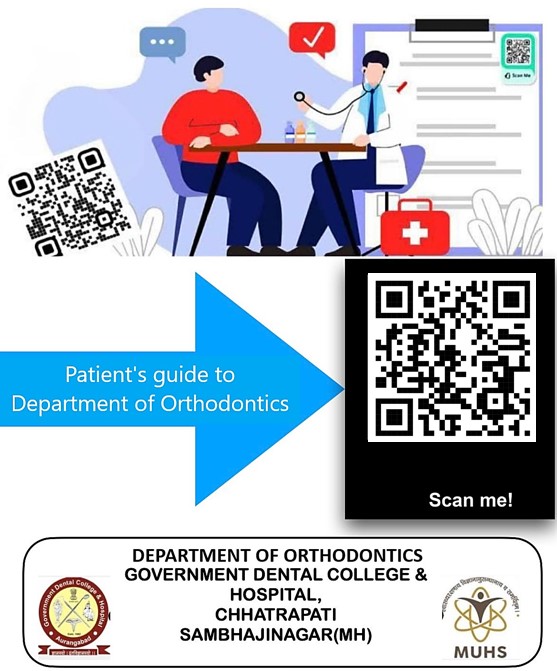 Scan Me
Patient's guide to
Department of Orthodontics
Scan me!
DEPARTMENT OF ORTHODONTICS
GOVERNMENT DENTAL COLLEGE &
HOSPITAL,
CHHATRAPATI
SAMBHAJINAGAR(MH)
Government Dental College & Hospital
Aurangabad
MUHS